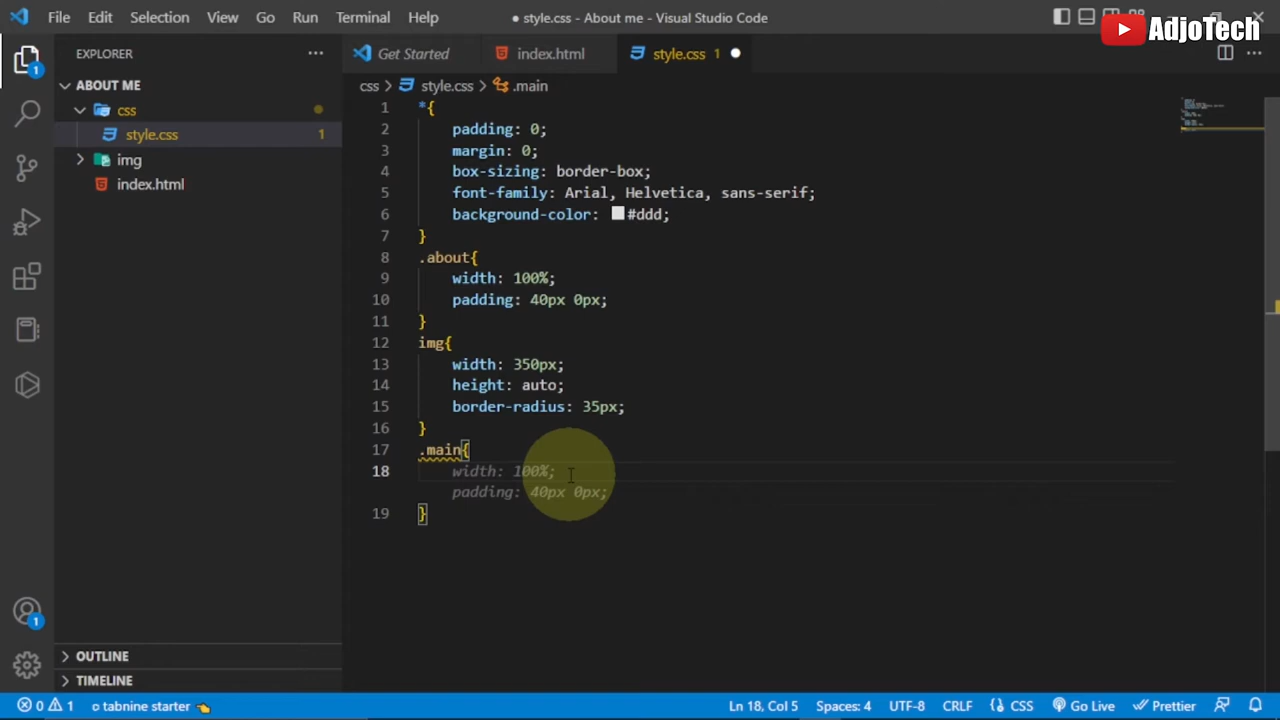 File Edit Selection View Go Run Terminal Help
● style.css - About me - Visual Studio Code
AdjoTech
EXPLORER
ABOUT ME
css
style.css 1
img
index.html
OUTLINE
TIMELINE
Get Started
index.html
style.css 1
css > style.css > .main
1 *{
2 padding: 0;
3 margin: 0;
4 box-sizing: border-box;
5 font-family: Arial, Helvetica, sans-serif;
6 background-color: #ddd;
7 }
8 .about{
9 width: 100%;
10 padding: 40px 0px;
11 }
12 img{
13 width: 350px;
14 height: auto;
15 border-radius: 35px;
16 }
17 .main{
18 width: 100%;
padding: 40px 0px;
19 }
1
1
0 1 tabnine starter Ln 18, Col 5 Spaces: 4 UTF-8 CRLF CSS Go Live Prettier